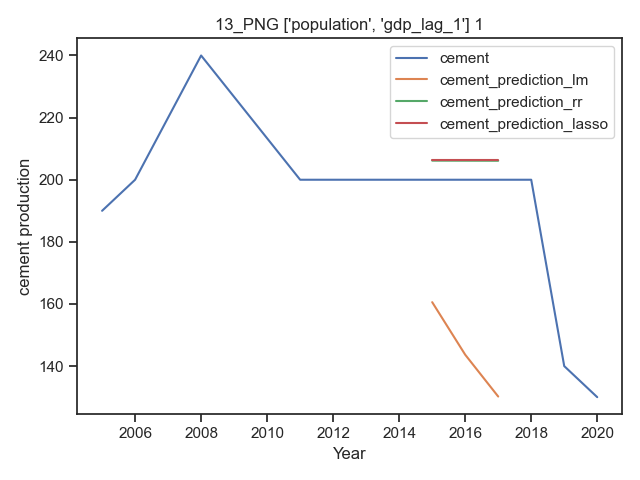 13_PNG ['population', 'gdp_lag_1'] 1
cement
cement_prediction_lm
cement_prediction_rr
cement_prediction_lasso
cement production
240
220
200
180
160
140
2006 2008 2010 2012 2014 2016 2018 2020
Year